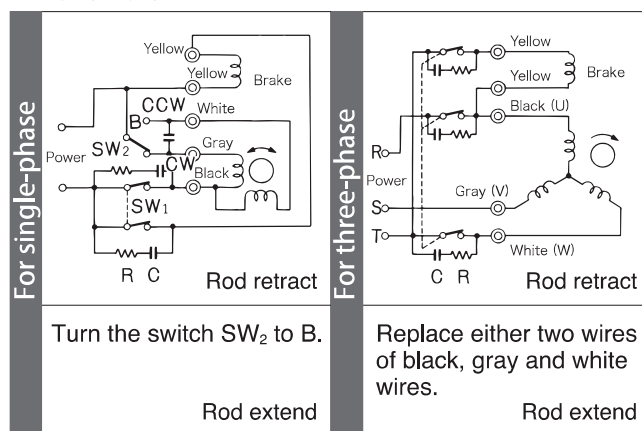 For single-phase
Yellow
Yellow
Brake
CCW
White
B
Gray
SW2
CW
Power
Black
SW1
R C
Rod retract
Turn the switch SW2 to B.
Rod extend
For three-phase
Yellow
Yellow
Brake
Black (U)
R
Power
Gray (V)
S
T
White (W)
C R
Rod retract
Replace either two wires
of black, gray and white
wires.
Rod extend